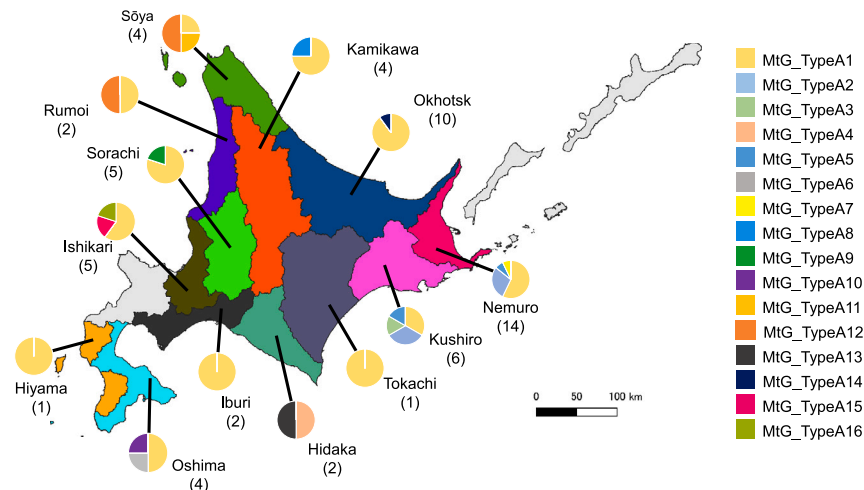 Sōya
(4)
Kamikawa
(4)
Rumoi
(2)
Okhotsk
(10)
Sorachi
(5)
Ishikari
(5)
Nemuro
(14)
Kushiro
(6)
Hiyama
(1)
Iburi
(2)
Tokachi
(1)
Hidaka
(2)
Oshima
(4)
0 50 100 km
MtG_TypeA1
MtG_TypeA2
MtG_TypeA3
MtG_TypeA4
MtG_TypeA5
MtG_TypeA6
MtG_TypeA7
MtG_TypeA8
MtG_TypeA9
MtG_TypeA10
MtG_TypeA11
MtG_TypeA12
MtG_TypeA13
MtG_TypeA14
MtG_TypeA15
MtG_TypeA16